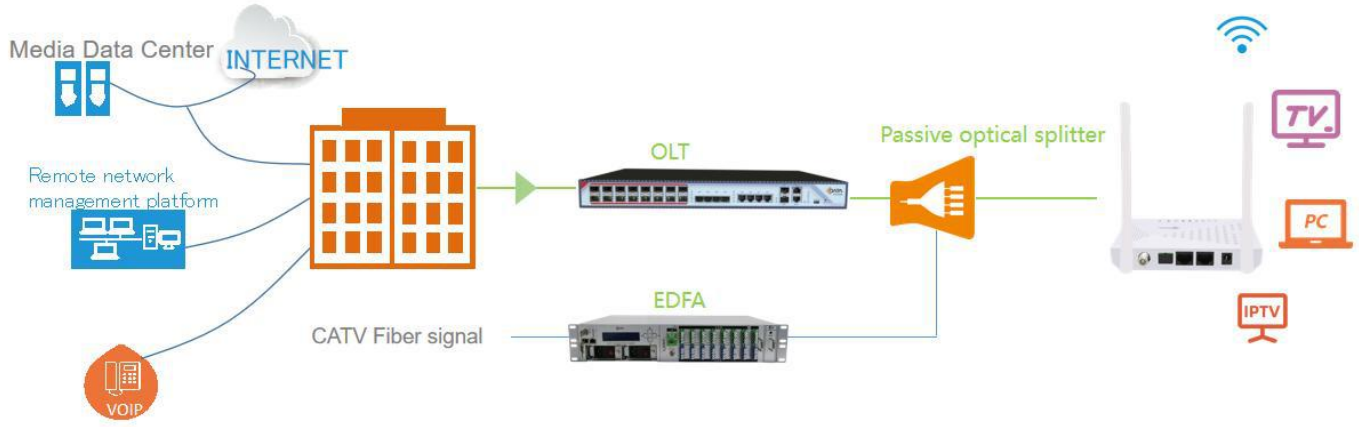 Media Data Center
INTERNET
Remote network
management platform
VOIP
OLT
EDFA
CATV Fiber signal
Passive optical splitter
TV
PC
IPTV